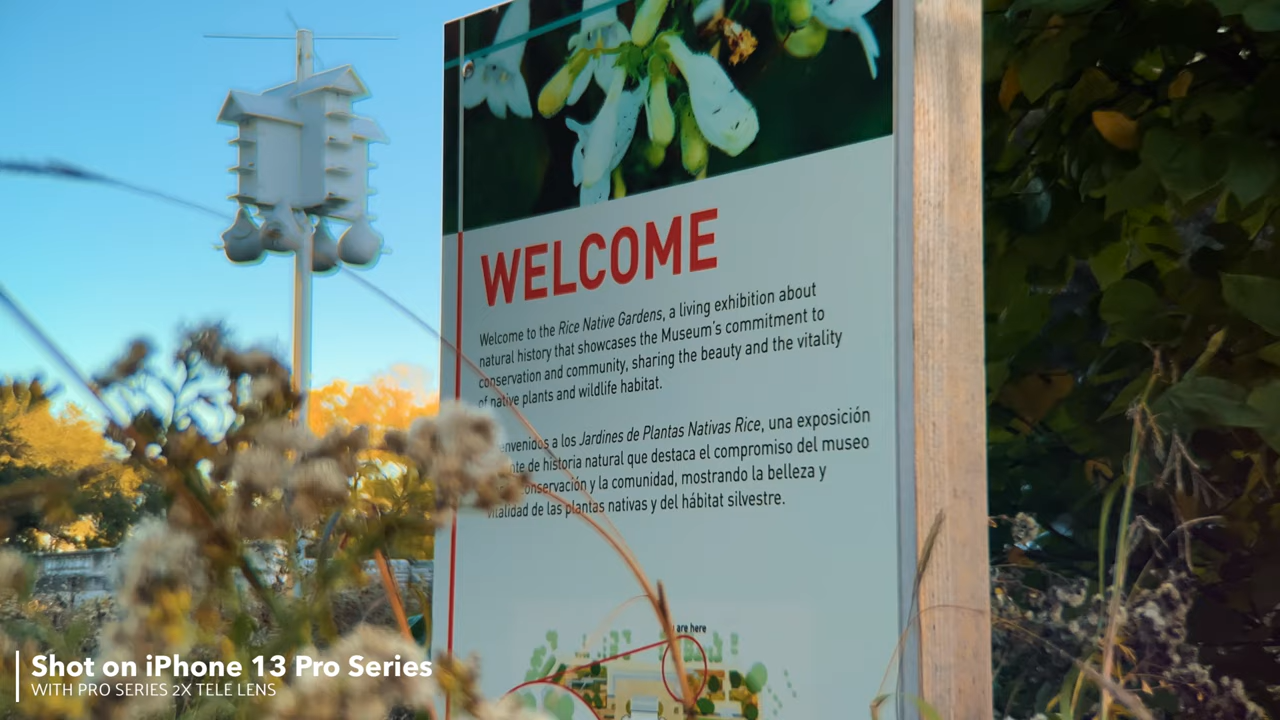 WELCOME
Welcome to the Rice Native Gardens, a living exhibition about
natural history that showcases the Museum's commitment to
conservation and community, sharing the beauty and the vitality
of native plants and wildlife habitat.
a los Jardines de Plantas Nativas Rice, una exposición
de historia natural que destaca el compromiso del museo
conservación y la comunidad, mostrando la belleza y
vitalidad de las plantas nativas y del hábitat silvestre.
are here
Shot on iPhone 13 Pro Series
WITH PRO SERIES 2X TELE LENS